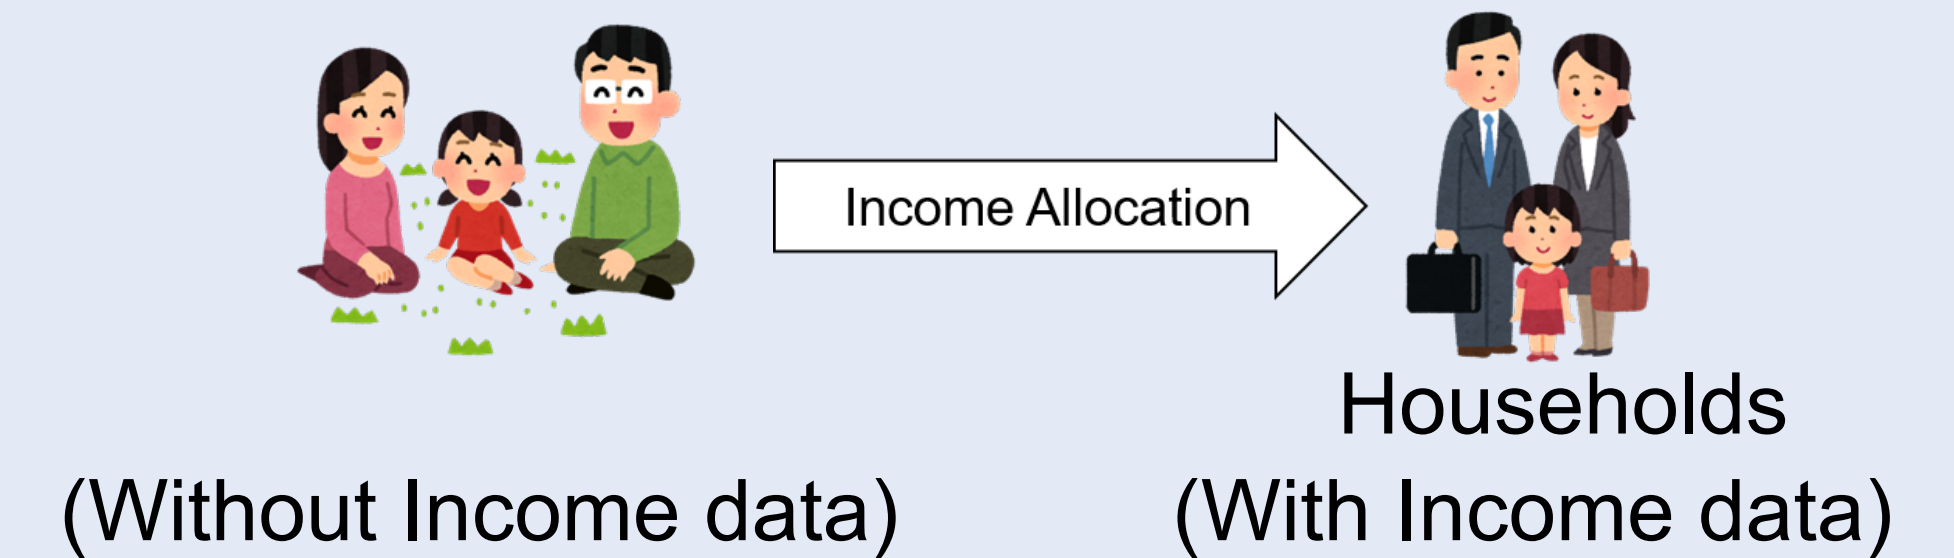 Income Allocation
Households
(Without Income data)
(With Income data)